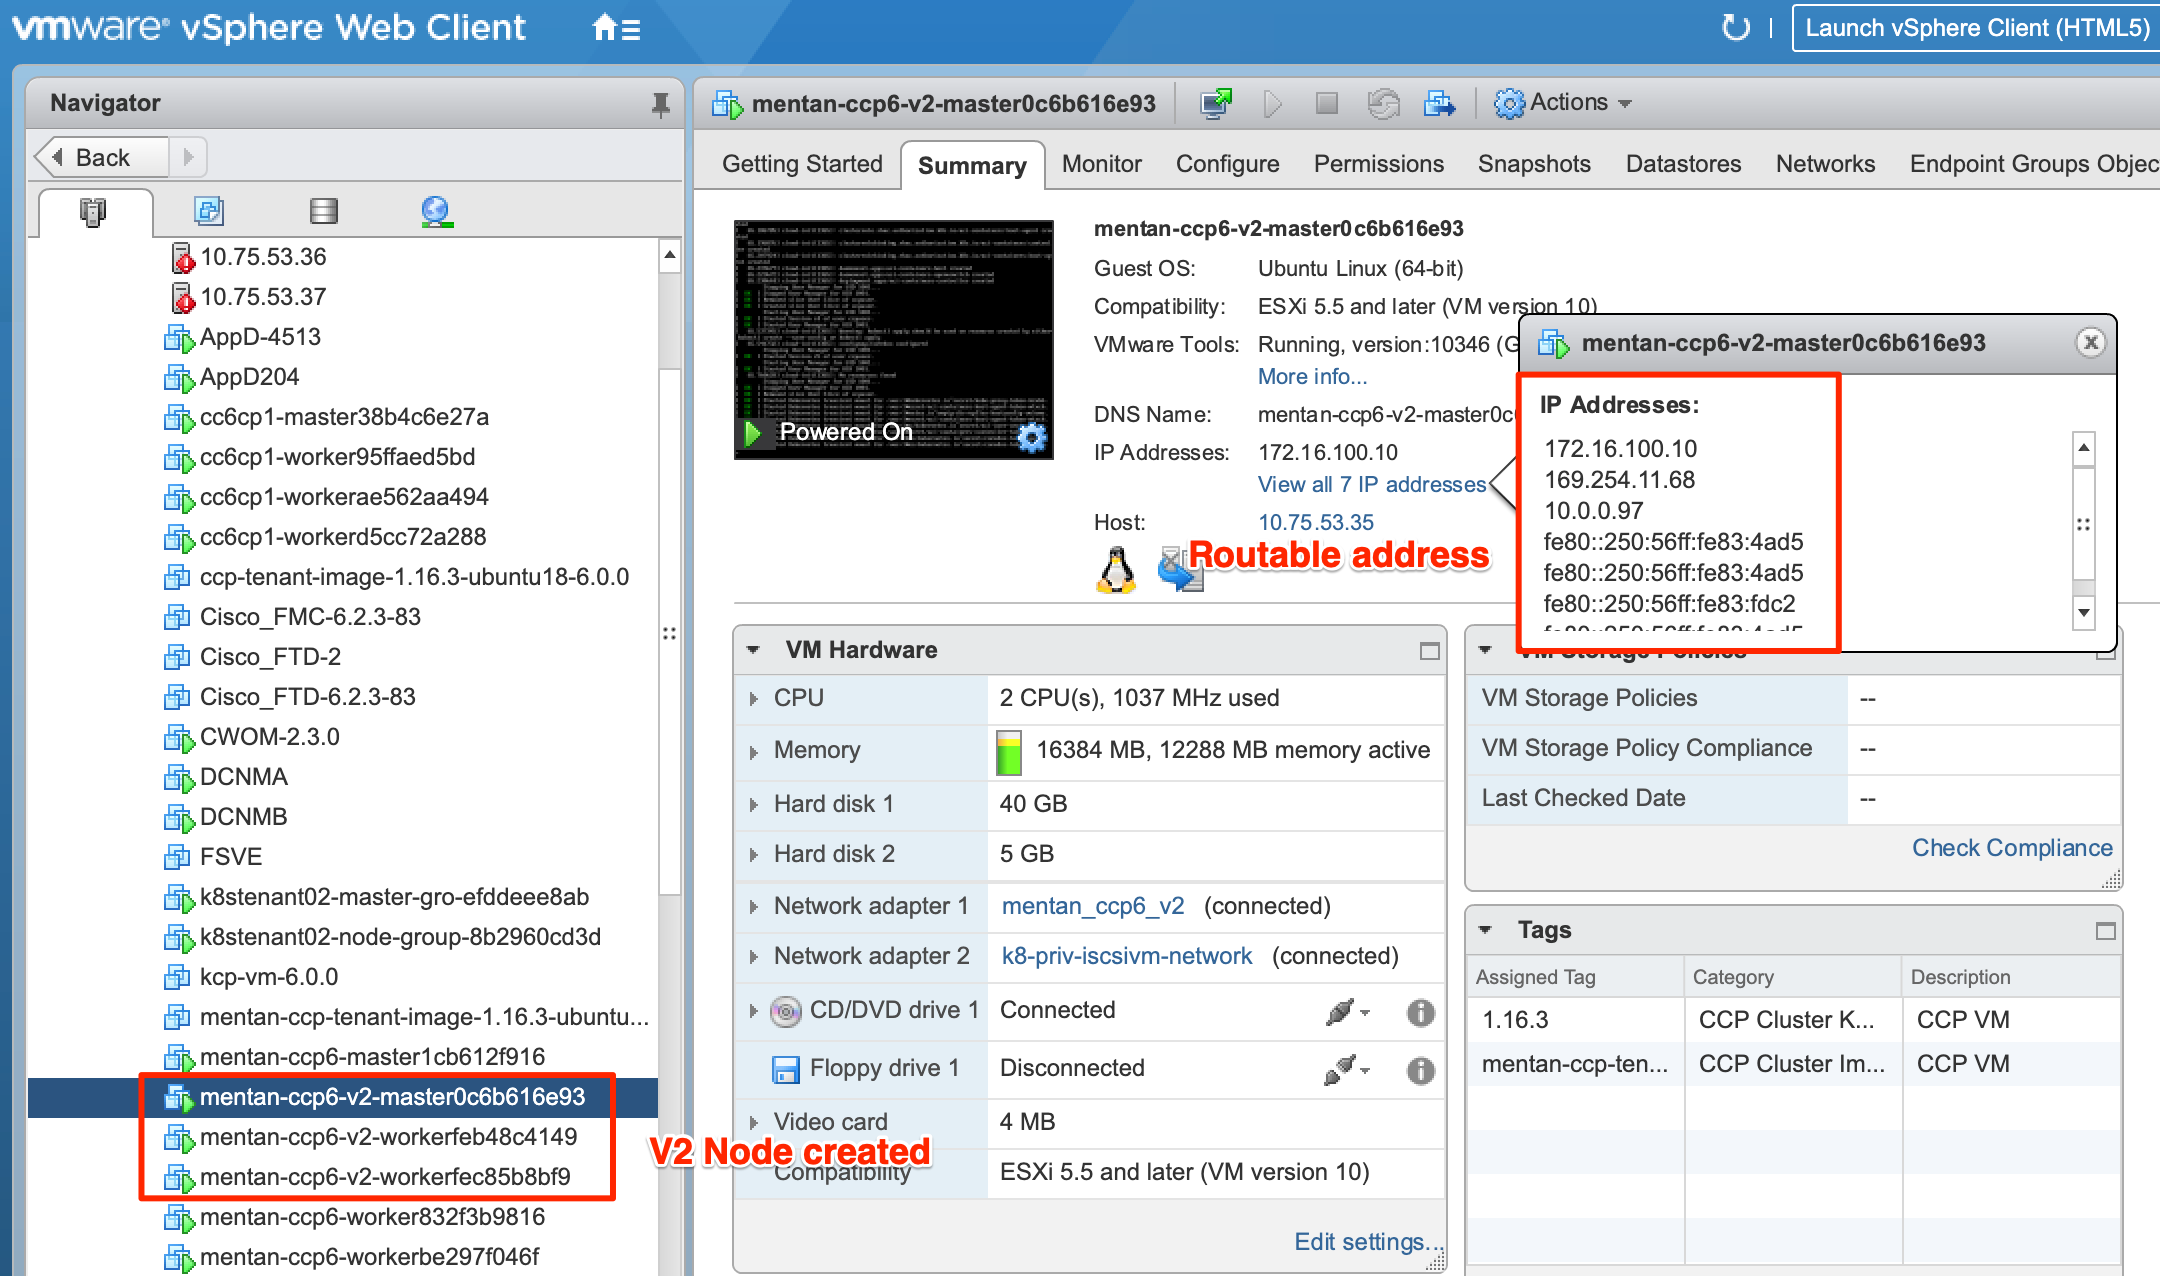 vmware® vSphere Web Client
Launch vSphere Client (HTML5)
Navigator
Back
10.75.53.36
10.75.53.37
AppD-4513
AppD204
cc6cp1-master38b4c6e27a
cc6cp1-worker95ffaed5bd
cc6cp1-workerae562aa494
cc6cp1-workerd5cc72a288
ccp-tenant-image-1.16.3-ubuntu18-6.0.0
Cisco_FMC-6.2.3-83
Cisco_FTD-2
Cisco_FTD-6.2.3-83
CWOM-2.3.0
DCNMA
DCNMB
FSVE
k8stenant02-master-gro-efddeee8ab
k8stenant02-node-group-8b2960cd3d
kcp-vm-6.0.0
mentan-ccp-tenant-image-1.16.3-ubuntu...
mentan-ccp6-master1cb612f916
mentan-ccp6-v2-master0c6b616e93
mentan-ccp6-v2-workerfeb48c4149
mentan-ccp6-v2-workerfec85b8bf9
mentan-ccp6-worker832f3b9816
mentan-ccp6-workerbe297f046f
V2 Node created
mentan-ccp6-v2-master0c6b616e93
Actions
Getting Started Summary Monitor Configure Permissions Snapshots Datastores Networks Endpoint Groups Objec
Powered On
mentan-ccp6-v2-master0c6b616e93
Guest OS: Ubuntu Linux (64-bit)
Compatibility: ESXi 5.5 and later (VM version 10)
VMware Tools: Running, version:10346 (G
More info...
DNS Name: mentan-ccp6-v2-master0c
IP Addresses: 172.16.100.10
View all 7 IP addresses
Host: 10.75.53.35
Routable address
mentan-ccp6-v2-master0c6b616e93
IP Addresses:
172.16.100.10
169.254.11.68
10.0.0.97
fe80::250:56ff:fe83:4ad5
fe80::250:56ff:fe83:4ad5
fe80::250:56ff:fe83:fdc2
fe80::250:56ff:fe83:4ad5
VM Hardware
CPU 2 CPU(s), 1037 MHz used
Memory 16384 MB, 12288 MB memory active
Hard disk 1 40 GB
Hard disk 2 5 GB
Network adapter 1 mentan_ccp6_v2 (connected)
Network adapter 2 k8-priv-iscsivm-network (connected)
CD/DVD drive 1 Connected
Floppy drive 1 Disconnected
Video card 4 MB
Compatibility ESXi 5.5 and later (VM version 10)
Edit settings...
VM Storage Policies
VM Storage Policies --
VM Storage Policy Compliance --
Last Checked Date --
Check Compliance
Tags
Assigned Tag Category Description
1.16.3 CCP Cluster K... CCP VM
mentan-ccp-ten... CCP Cluster Im... CCP VM